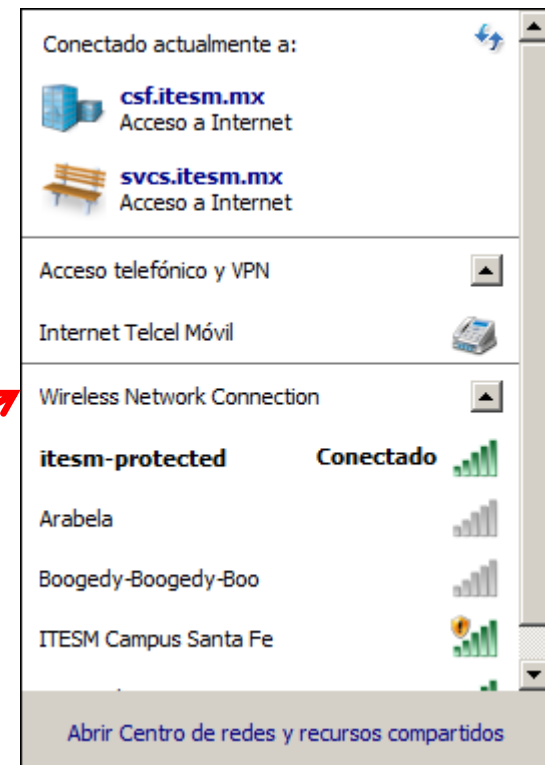 Conectado actualmente a:
csf.itesm.mx
Acceso a Internet
svcs.itesm.mx
Acceso a Internet
Acceso telefónico y VPN
Internet Telcel Móvil
Wireless Network Connection
itesm-protected Conectado
Arabela
Boogedy-Boogedy-Boo
ITESM Campus Santa Fe
Abrir Centro de redes y recursos compartidos